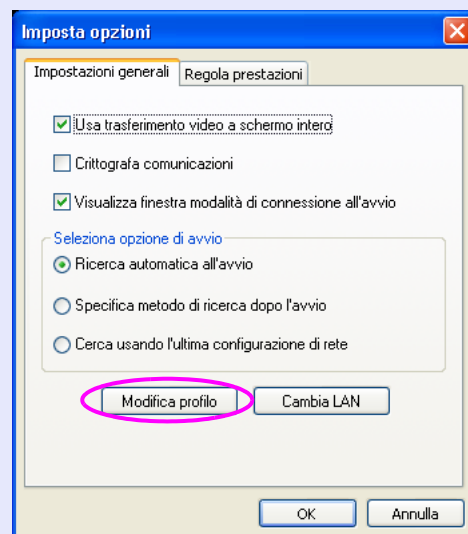 Imposta opzioni
Impostazioni generali Regola prestazioni
Usa trasferimento video a schermo intero
Crittografa comunicazioni
Visualizza finestra modalità di connessione all'avvio
Seleziona opzione di avvio
Ricerca automatica all'avvio
Specifica metodo di ricerca dopo l'avvio
Cerca usando l'ultima configurazione di rete
Modifica profilo Cambia LAN
OK Annulla